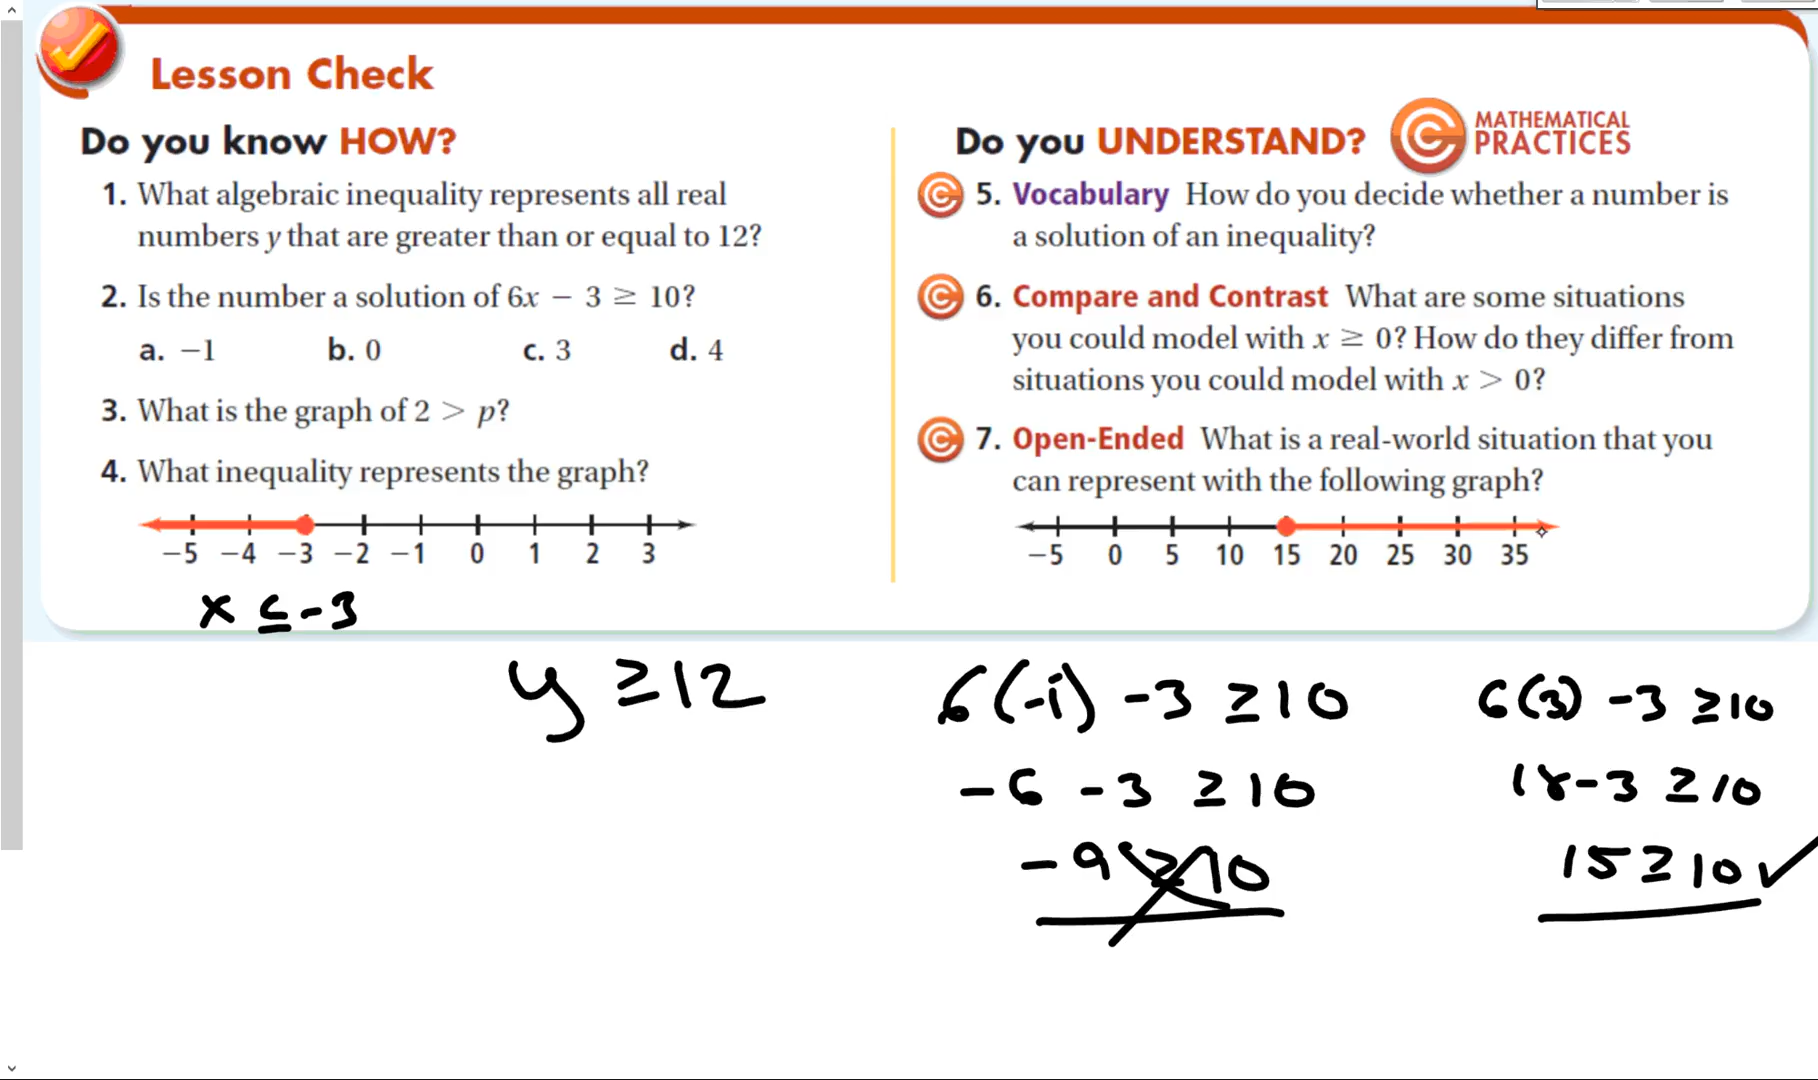 Lesson Check
Do you know HOW?
1. What algebraic inequality represents all real
numbers y that are greater than or equal to 12?
2. Is the number a solution of 6x − 3 ≥ 10?
a. −1 b. 0 c. 3 d. 4
3. What is the graph of 2 > p?
4. What inequality represents the graph?
−5 −4 −3 −2 −1 0 1 2 3
x ≤ -3
Do you UNDERSTAND?
MATHEMATICAL
PRACTICES
5. Vocabulary How do you decide whether a number is
a solution of an inequality?
6. Compare and Contrast What are some situations
you could model with x ≥ 0? How do they differ from
situations you could model with x > 0?
7. Open-Ended What is a real-world situation that you
can represent with the following graph?
−5 0 5 10 15 20 25 30 35
y ≥ 12
6(-1) -3 ≥ 10
-6 -3 ≥ 10
-9 ≥ 10
6(3) -3 ≥ 10
18-3 ≥ 10
15 ≥ 10 ✓